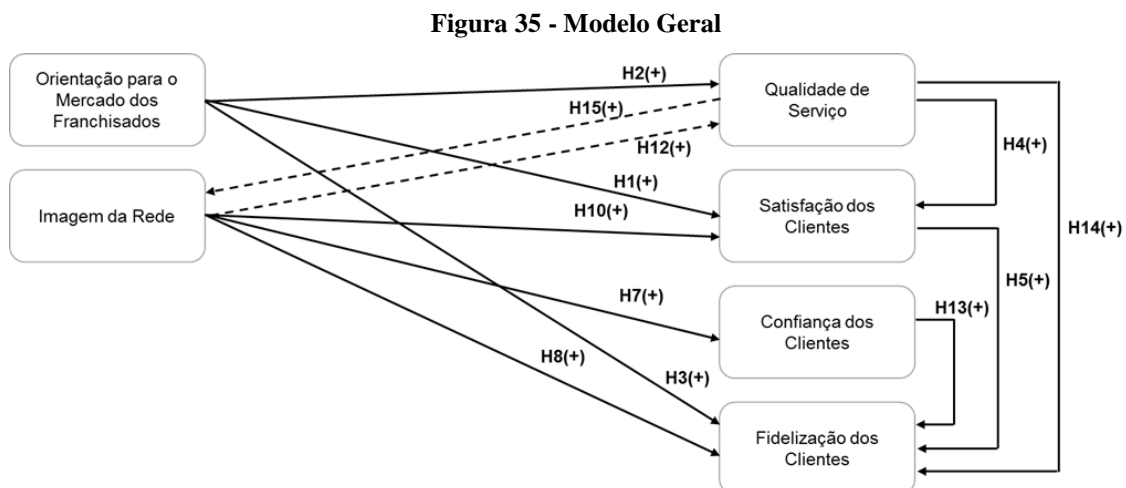 Figura 35 - Modelo Geral
Orientação para o
Mercado dos
Franchisados
H2(+)
Qualidade de
Serviço
H15(+)
H12(+)
H4(+)
H1(+)
Imagem da Rede
H10(+)
Satisfação dos
Clientes
H14(+)
H5(+)
H7(+)
H13(+)
Confiança dos
Clientes
H8(+)
H3(+)
Fidelização dos
Clientes